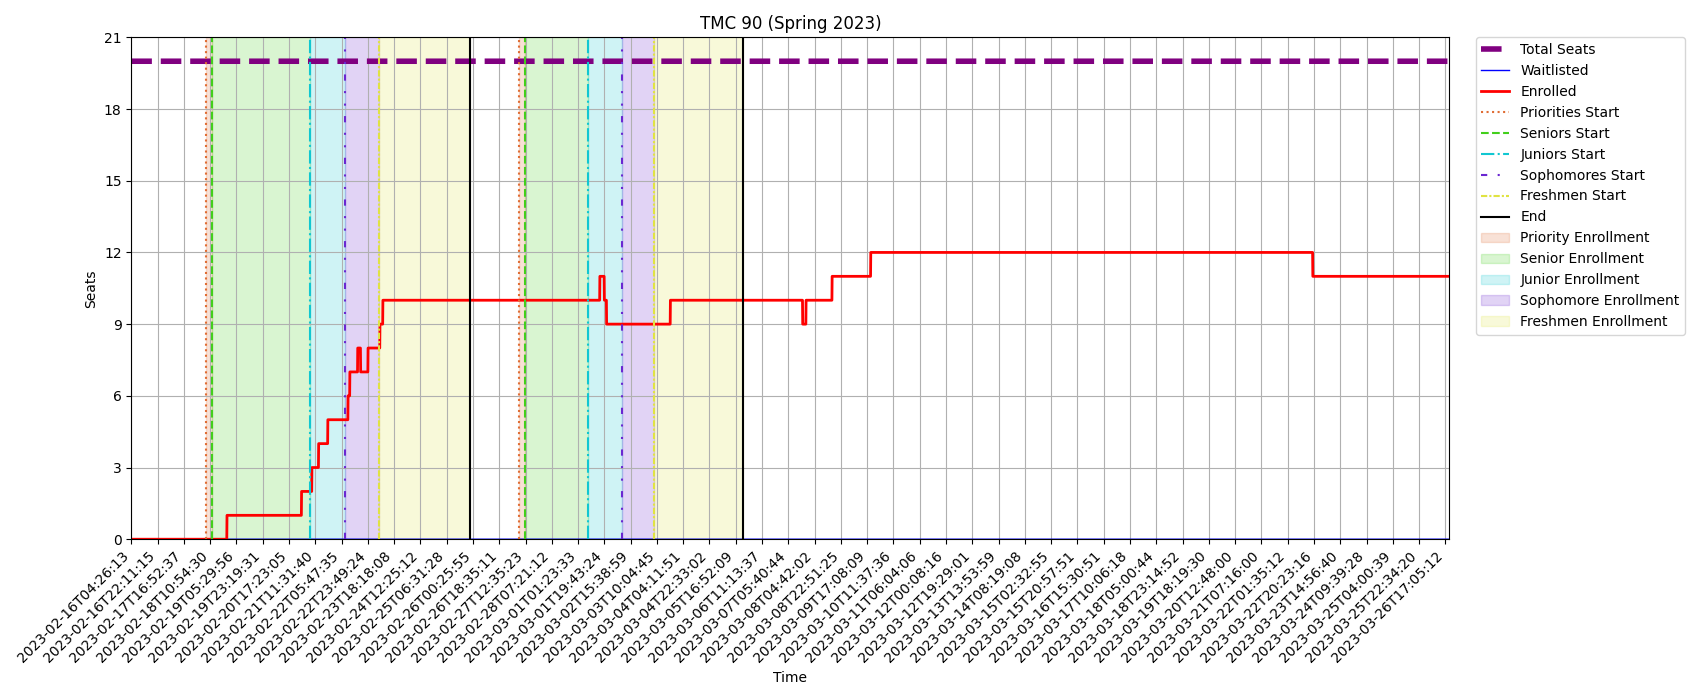 TMC 90 (Spring 2023)
21
18
15
12
9
6
3
0
Seats
2023-02-16T04:26:13
2023-02-16T22:11:15
2023-02-17T16:52:37
2023-02-18T10:54:30
2023-02-19T05:29:56
2023-02-19T23:19:31
2023-02-20T17:23:05
2023-02-21T11:31:40
2023-02-22T05:47:35
2023-02-22T23:49:24
2023-02-23T18:18:08
2023-02-24T12:25:12
2023-02-25T06:31:28
2023-02-26T00:25:55
2023-02-26T18:35:11
2023-02-27T12:35:23
2023-02-28T07:21:12
2023-03-01T01:23:33
2023-03-01T19:43:24
2023-03-02T15:38:59
2023-03-03T10:04:45
2023-03-04T04:11:51
2023-03-04T22:33:02
2023-03-05T16:52:09
2023-03-06T11:13:37
2023-03-07T05:40:44
2023-03-08T04:42:02
2023-03-08T22:51:25
2023-03-09T17:08:09
2023-03-10T11:37:36
2023-03-11T06:04:06
2023-03-12T00:08:16
2023-03-12T19:29:01
2023-03-13T13:53:59
2023-03-14T08:19:08
2023-03-15T02:32:55
2023-03-15T20:57:51
2023-03-16T15:30:51
2023-03-17T10:06:18
2023-03-18T05:00:44
2023-03-18T23:14:52
2023-03-19T18:19:30
2023-03-20T12:48:00
2023-03-21T07:16:00
2023-03-22T01:35:12
2023-03-22T20:23:16
2023-03-23T14:56:40
2023-03-24T09:39:28
2023-03-25T04:00:39
2023-03-25T22:34:20
2023-03-26T17:05:12
Time
Total Seats
Waitlisted
Enrolled
Priorities Start
Seniors Start
Juniors Start
Sophomores Start
Freshmen Start
End
Priority Enrollment
Senior Enrollment
Junior Enrollment
Sophomore Enrollment
Freshmen Enrollment